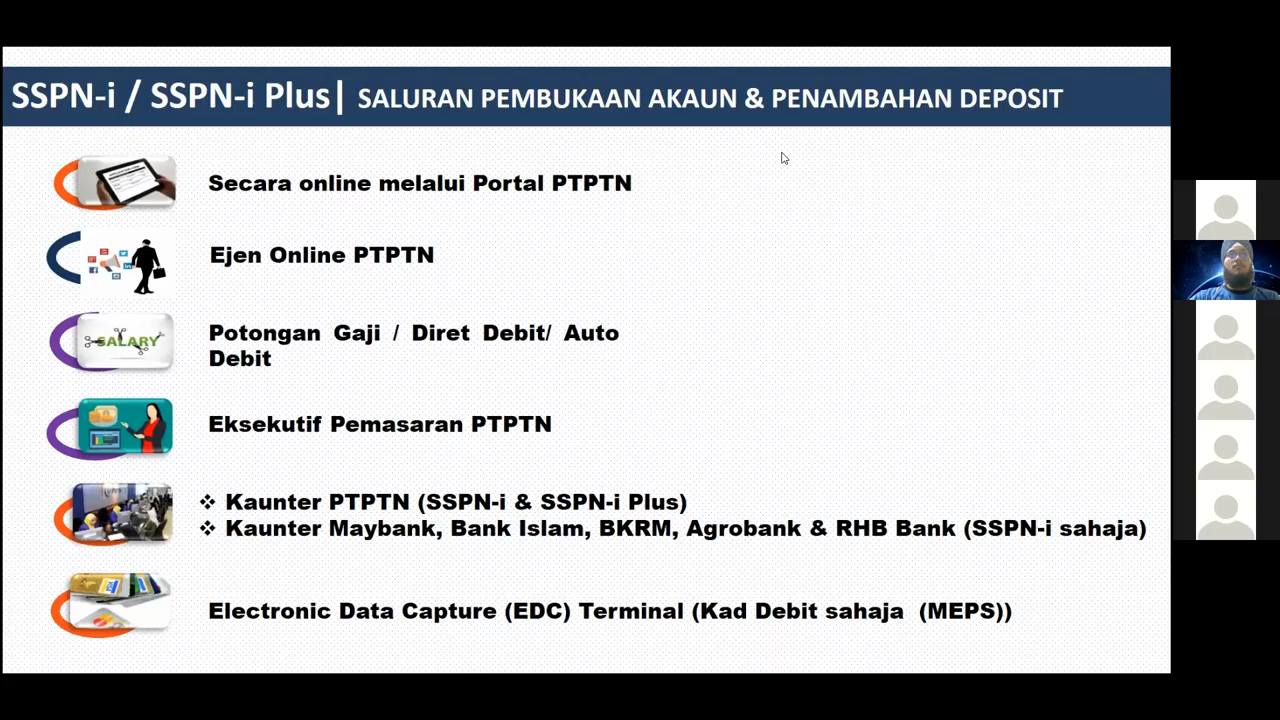 SSPN-i / SSPN-i Plus| SALURAN PEMBUKAAN AKAUN & PENAMBAHAN DEPOSIT
Secara online melalui Portal PTPTN
Ejen Online PTPTN
SALARY
Potongan Gaji / Diret Debit/ Auto
Debit
Eksekutif Pemasaran PTPTN
❖ Kaunter PTPTN (SSPN-i & SSPN-i Plus)
❖ Kaunter Maybank, Bank Islam, BKRM, Agrobank & RHB Bank (SSPN-i sahaja)
Electronic Data Capture (EDC) Terminal (Kad Debit sahaja (MEPS))